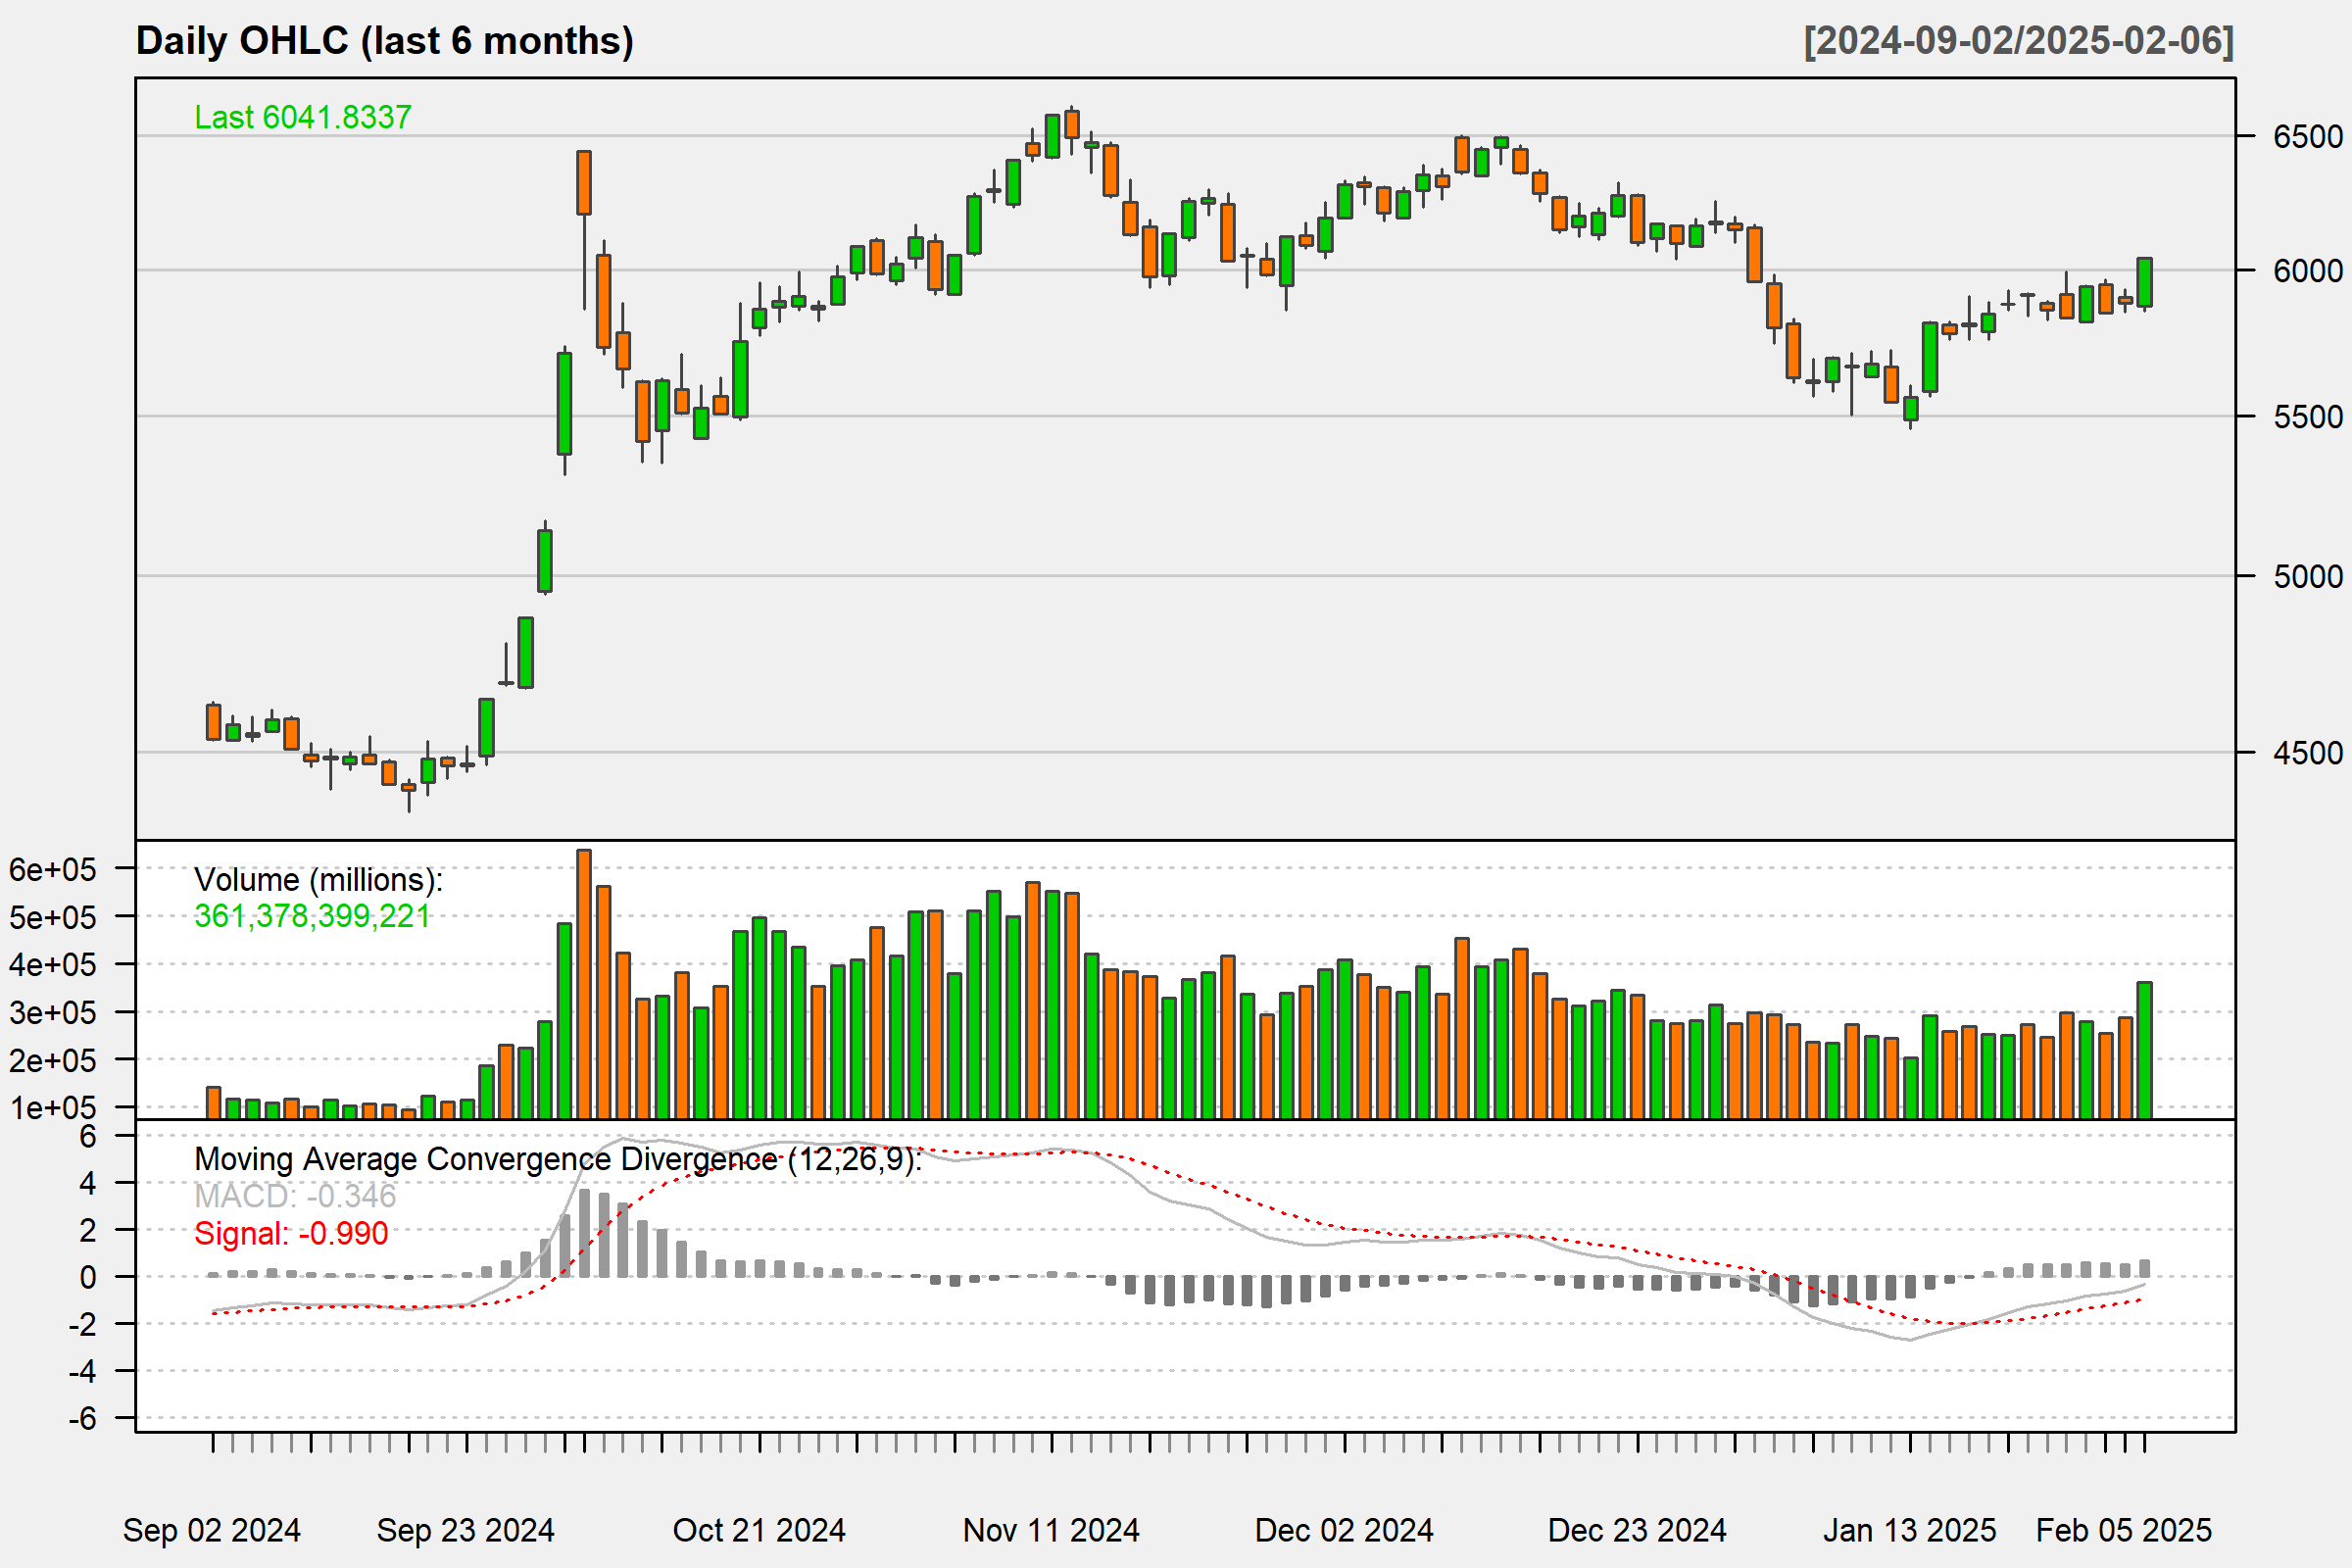 Daily OHLC (last 6 months)
[2024-09-02/2025-02-06]
Last 6041.8337
6500
6000
5500
5000
4500
Volume (millions):
361,378,399,221
6e+05
5e+05
4e+05
3e+05
2e+05
1e+05
Moving Average Convergence Divergence (12,26,9):
MACD: -0.346
Signal: -0.990
6
4
2
0
-2
-4
-6
Sep 02 2024
Sep 23 2024
Oct 21 2024
Nov 11 2024
Dec 02 2024
Dec 23 2024
Jan 13 2025
Feb 05 2025